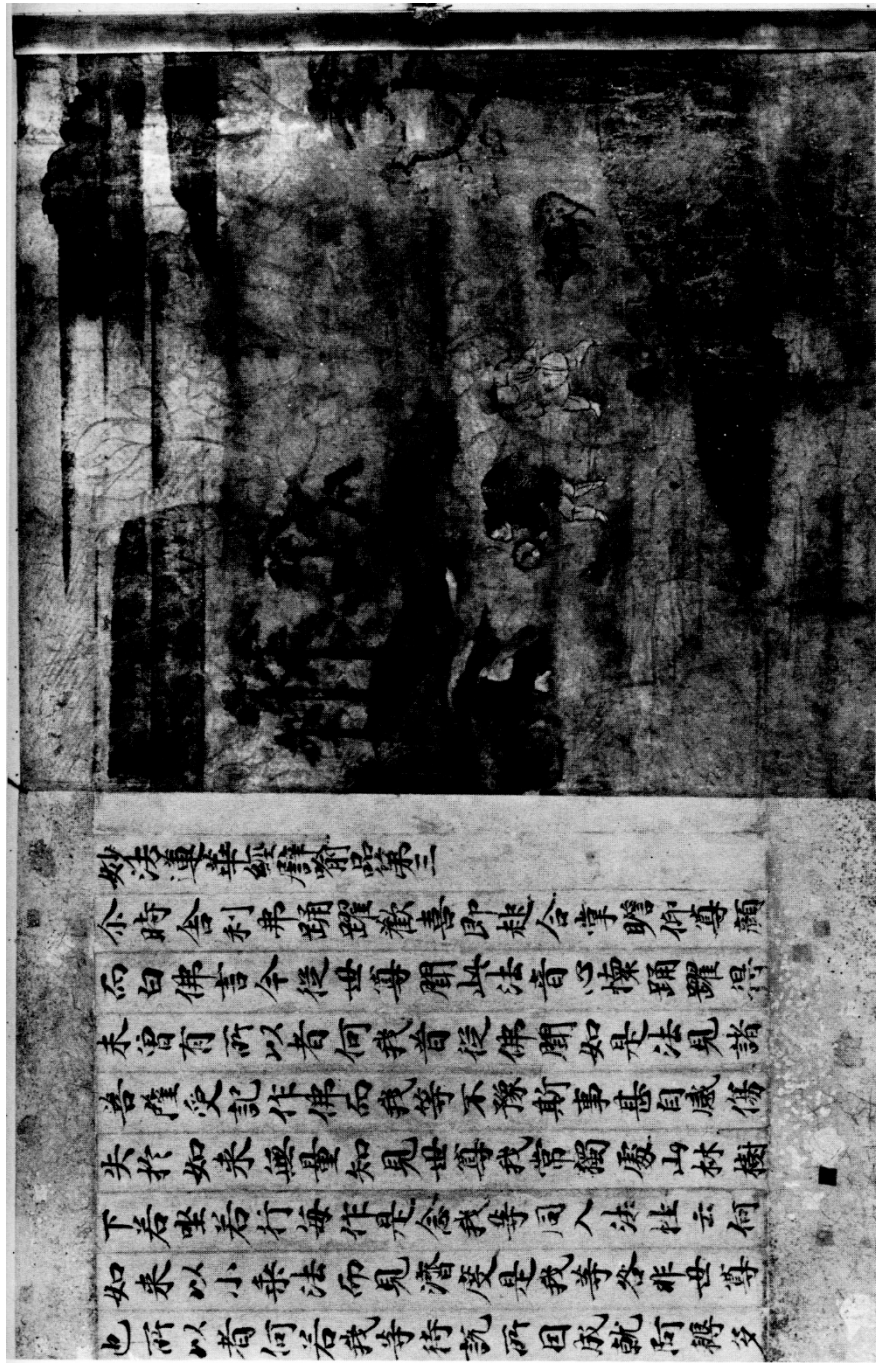 妙法蓮華經譬喻品第三
尒時舍利弗踊躍歡喜即起合掌瞻仰尊顏
而白佛言今從世尊聞此法音心懷踊躍得
未曾有所以者何我昔從佛聞如是法見諸
菩薩受記作佛而我等不豫斯事甚自感傷
失於如来無量知見世尊我常獨處山林樹
下若坐若行每作是念我等同入法性云何
如来以小乘法而見濟度是我等咎非世尊
也所以者何若我等待說所因成就阿耨多